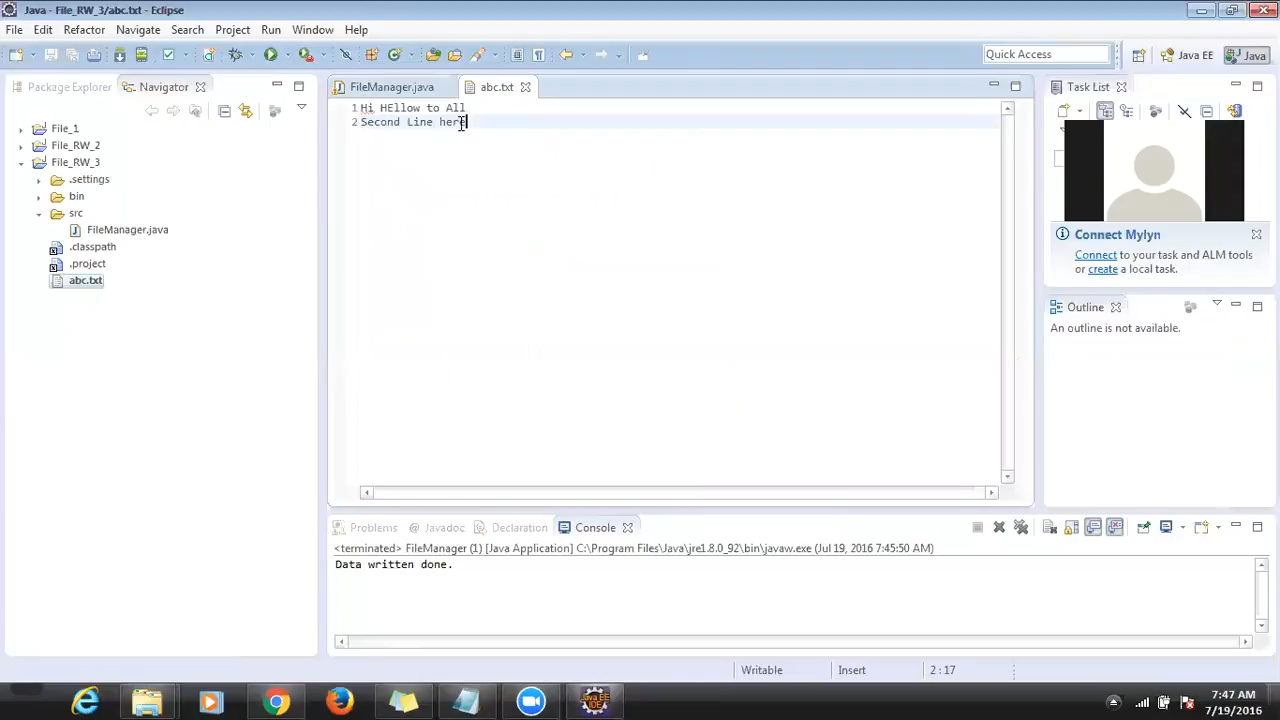 Java - File_RW_3/abc.txt - Eclipse
File Edit Refactor Navigate Search Project Run Window Help
Quick Access
Java EE
Java
Package Explorer
Navigator
FileManager.java
abc.txt
Task List
File_1
File_RW_2
File_RW_3
.settings
bin
src
FileManager.java
.classpath
.project
abc.txt
1 Hi HEllow to All
2 Second Line here
Connect Mylyn
Connect to your task and ALM tools
or create a local task.
Outline
An outline is not available.
Problems
Javadoc
Declaration
Console
<terminated> FileManager (1) [Java Application] C:\Program Files\Java\jre1.8.0_92\bin\javaw.exe (Jul 19, 2016 7:45:50 AM)
Data written done.
Writable
Insert
2 : 17
Java EE
IDE
7:47 AM
7/19/2016